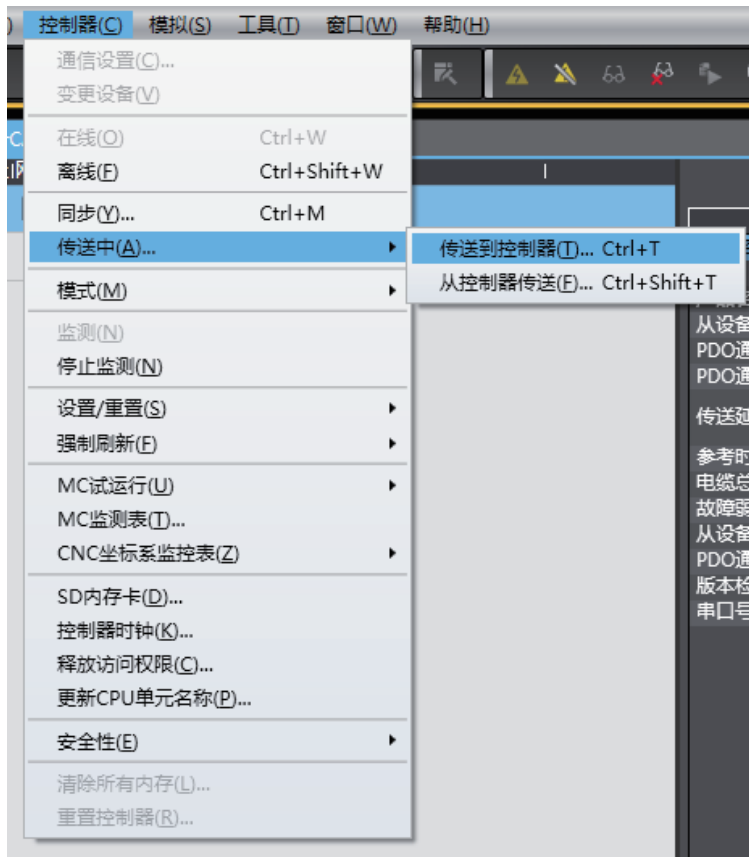 控制器(C) 模拟(S) 工具(T) 窗口(W) 帮助(H)
通信设置(C)...
变更设备(V)
在线(O) Ctrl+W
离线(F) Ctrl+Shift+W
同步(Y)... Ctrl+M
传送中(A)...
传送到控制器(T)... Ctrl+T
从控制器传送(F)... Ctrl+Shift+T
模式(M)
监测(N)
停止监测(N)
设置/重置(S)
强制刷新(F)
MC试运行(U)
MC监测表(T)...
CNC坐标系监控表(Z)
SD内存卡(D)...
控制器时钟(K)...
释放访问权限(C)...
更新CPU单元名称(P)...
安全性(E)
清除所有内存(L)...
重置控制器(R)...
从设备
PDO通
PDO通
传送延
参考时
电缆总
故障弱
从设备
PDO通
版本检
串口号